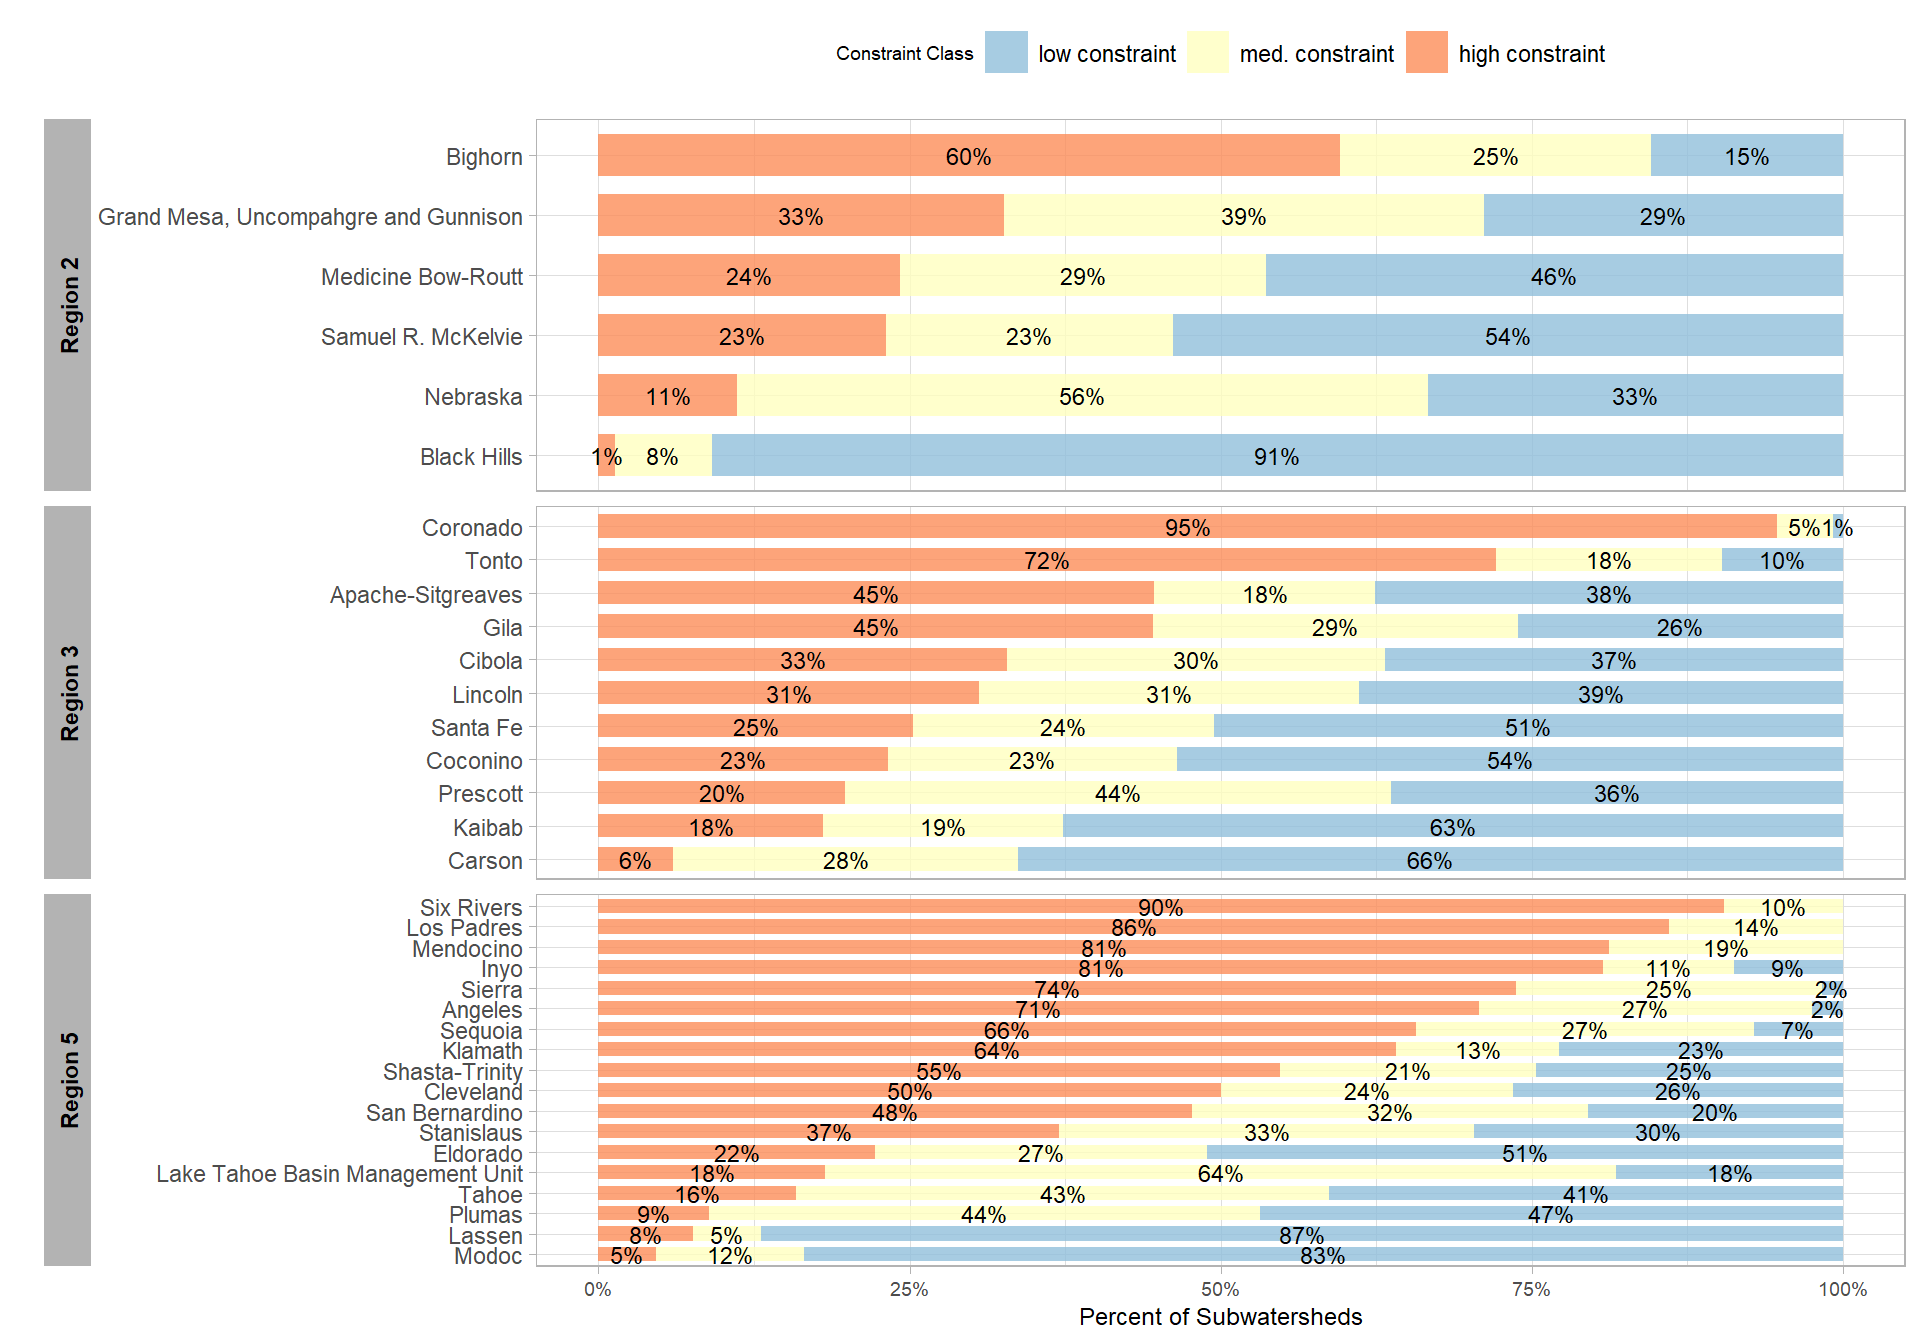 Constraint Class low constraint med. constraint high constraint
Region 2
Bighorn 60% 25% 15%
Grand Mesa, Uncompahgre and Gunnison 33% 39% 29%
Medicine Bow-Routt 24% 29% 46%
Samuel R. McKelvie 23% 23% 54%
Nebraska 11% 56% 33%
Black Hills 1% 8% 91%
Region 3
Coronado 95% 5% 1%
Tonto 72% 18% 10%
Apache-Sitgreaves 45% 18% 38%
Gila 45% 29% 26%
Cibola 33% 30% 37%
Lincoln 31% 31% 39%
Santa Fe 25% 24% 51%
Coconino 23% 23% 54%
Prescott 20% 44% 36%
Kaibab 18% 19% 63%
Carson 6% 28% 66%
Region 5
Six Rivers 90% 10%
Los Padres 86% 14%
Mendocino 81% 19%
Inyo 81% 11% 9%
Sierra 74% 25% 2%
Angeles 71% 27% 2%
Sequoia 66% 27% 7%
Klamath 64% 13% 23%
Shasta-Trinity 55% 21% 25%
Cleveland 50% 24% 26%
San Bernardino 48% 32% 20%
Stanislaus 37% 33% 30%
Eldorado 22% 27% 51%
Lake Tahoe Basin Management Unit 18% 64% 18%
Tahoe 16% 43% 41%
Plumas 9% 44% 47%
Lassen 8% 5% 87%
Modoc 5% 12% 83%
0% 25% 50% 75% 100%
Percent of Subwatersheds